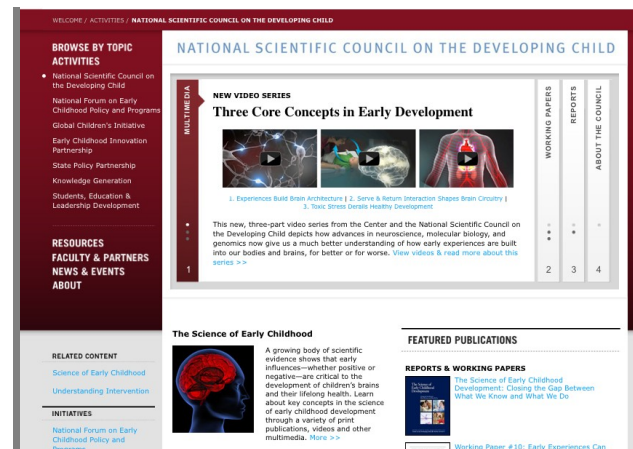 WELCOME / ACTIVITIES / NATIONAL SCIENTIFIC COUNCIL ON THE DEVELOPING CHILD
BROWSE BY TOPIC
ACTIVITIES
National Scientific Council on
the Developing Child
National Forum on Early
Childhood Policy and Programs
Global Children's Initiative
Early Childhood Innovation
Partnership
State Policy Partnership
Knowledge Generation
Students, Education &
Leadership Development
RESOURCES
FACULTY & PARTNERS
NEWS & EVENTS
ABOUT
RELATED CONTENT
Science of Early Childhood
Understanding Intervention
INITIATIVES
National Forum on Early
Childhood Policy and
Programs
NATIONAL SCIENTIFIC COUNCIL ON THE DEVELOPING CHILD
MULTIMEDIA
1
NEW VIDEO SERIES
Three Core Concepts in Early Development
1. Experiences Build Brain Architecture | 2. Serve & Return Interaction Shapes Brain Circuitry |
3. Toxic Stress Derails Healthy Development
This new, three-part video series from the Center and the National Scientific Council on
the Developing Child depicts how advances in neuroscience, molecular biology, and
genomics now give us a much better understanding of how early experiences are built
into our bodies and brains, for better or for worse. View videos & read more about this
series >>
WORKING PAPERS
2
REPORTS
3
ABOUT THE COUNCIL
4
The Science of Early Childhood
A growing body of scientific
evidence shows that early
influences—whether positive or
negative—are critical to the
development of children's brains
and their lifelong health. Learn
about key concepts in the science
of early childhood development
through a variety of print
publications, videos and other
multimedia. More >>
FEATURED PUBLICATIONS
REPORTS & WORKING PAPERS
The Science of Early Childhood
Development: Closing the Gap Between
What We Know and What We Do
Working Paper #10: Early Experiences Can